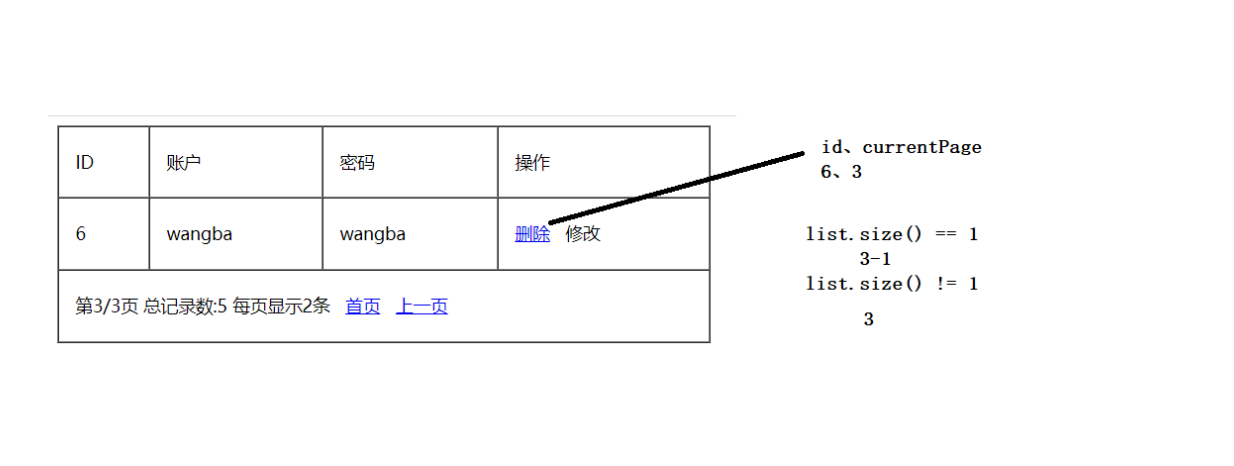 ID 账户 密码 操作
6 wangba wangba 删除 修改
第3/3页 总记录数:5 每页显示2条 首页 上一页
id、currentPage
6、3
list.size() == 1
3-1
list.size() != 1
3